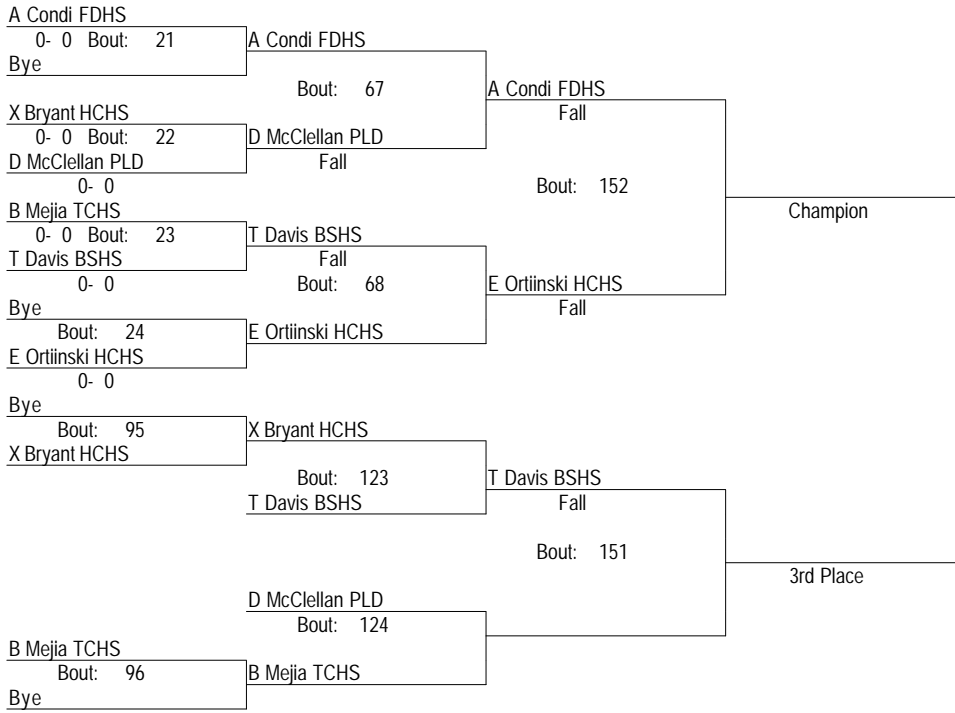 A Condi FDHS
0- 0 Bout: 21
Bye
A Condi FDHS
Bout: 67
X Bryant HCHS
0- 0 Bout: 22
D McClellan PLD
0- 0
D McClellan PLD
Fall
A Condi FDHS
Fall
Bout: 152
Champion
B Mejia TCHS
0- 0 Bout: 23
T Davis BSHS
0- 0
T Davis BSHS
Fall
Bout: 68
Bye
Bout: 24
E Ortiinski HCHS
0- 0
E Ortiinski HCHS
E Ortiinski HCHS
Fall
Bye
Bout: 95
X Bryant HCHS
X Bryant HCHS
Bout: 123
T Davis BSHS
T Davis BSHS
Fall
Bout: 151
3rd Place
D McClellan PLD
Bout: 124
B Mejia TCHS
Bout: 96
Bye
B Mejia TCHS